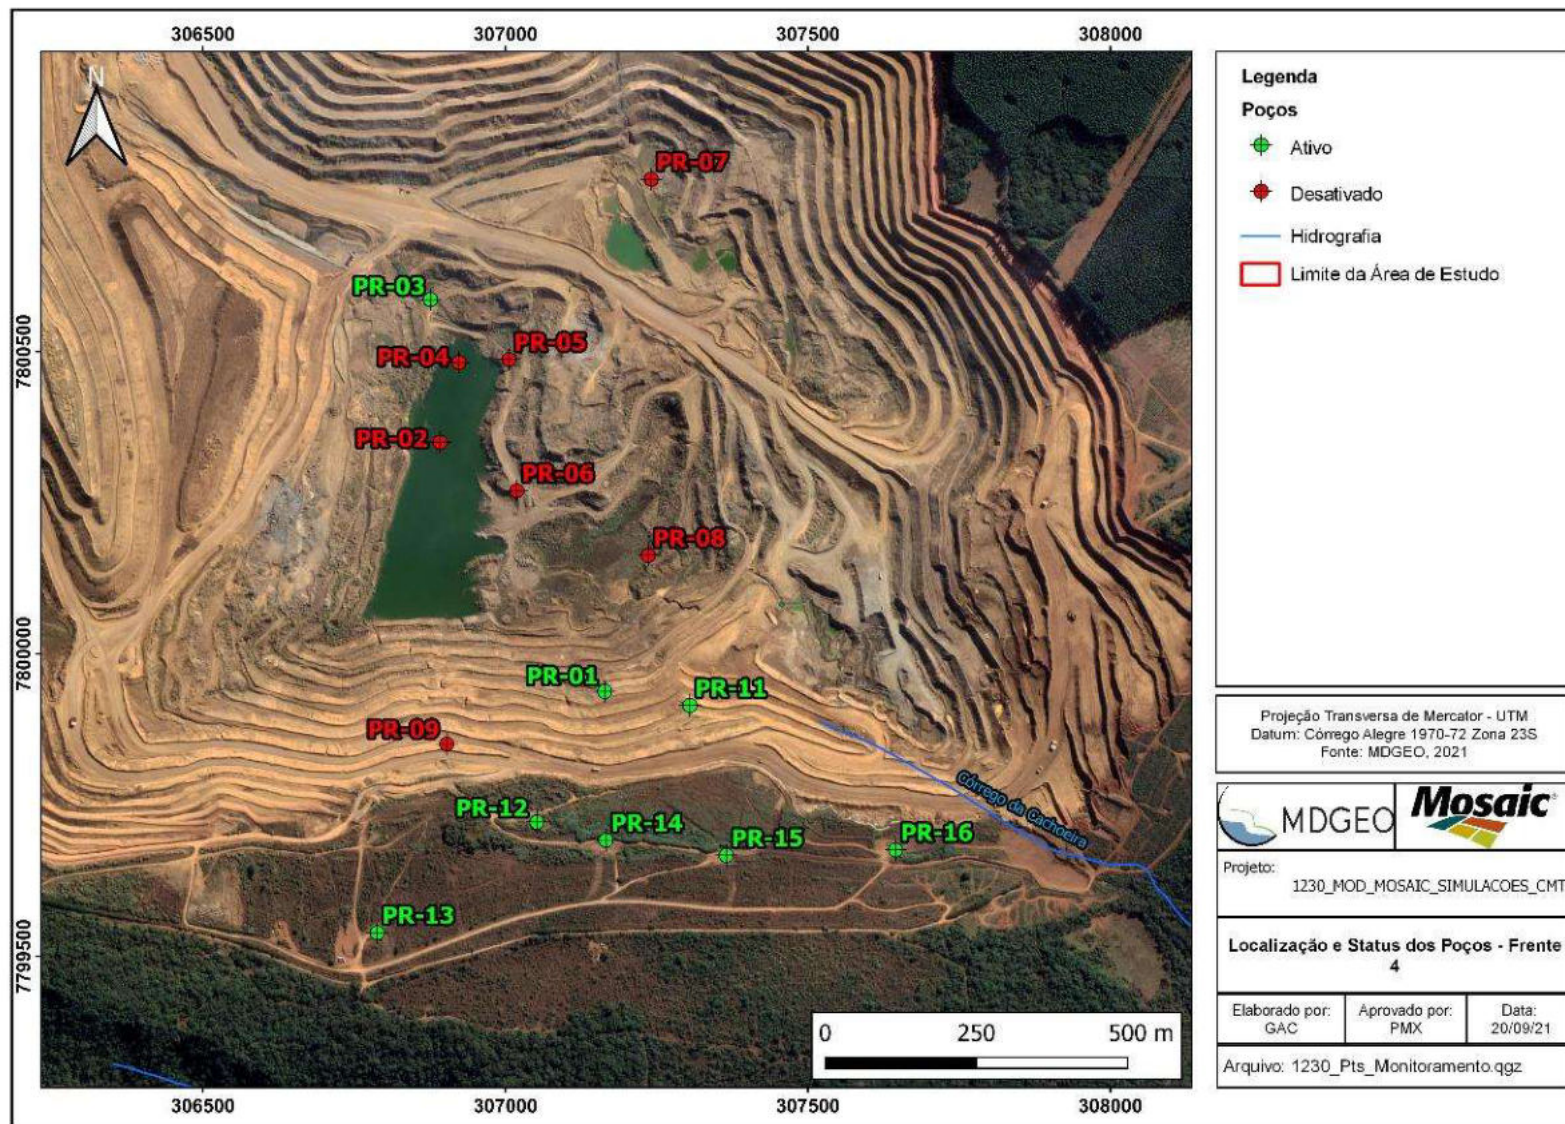 306500 307000 307500 308000
N
PR-07
PR-03
PR-05
PR-04
PR-02
PR-06
PR-08
PR-01
PR-11
PR-09
Córrego da Cachoeira
PR-12
PR-14
PR-15
PR-16
PR-13
7800500
7800000
7799500
0 250 500 m
306500 307000 307500 308000
Legenda
Poços
Ativo
Desativado
Hidrografia
Limite da Área de Estudo
Projeção Transversa de Mercator - UTM
Datum: Córrego Alegre 1970-72 Zona 23S
Fonte: MDGEO, 2021
MDGEO
Mosaic®
Projeto:
1230_MOD_MOSAIC_SIMULACOES_CMT
Localização e Status dos Poços - Frente
4
Elaborado por:
GAC
Aprovado por:
PMX
Data:
20/09/21
Arquivo: 1230_Pts_Monitoramento.qgz